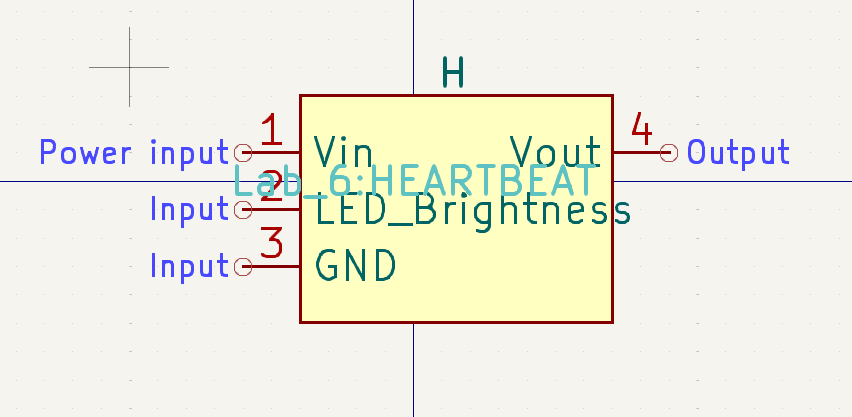 H
Power input 1 Vin Vout 4 Output
Lab_6:HEARTBEAT
Input 2 LED_Brightness
Input 3 GND